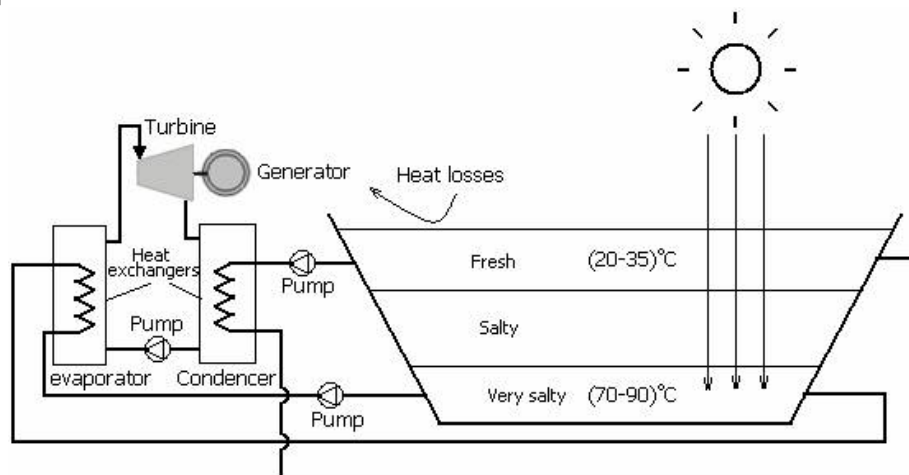 Turbine
Generator
Heat losses
Fresh (20-35)°C
Heat
exchangers
Pump
Salty
Pump
evaporator Condencer
Very salty (70-90)°C
Pump